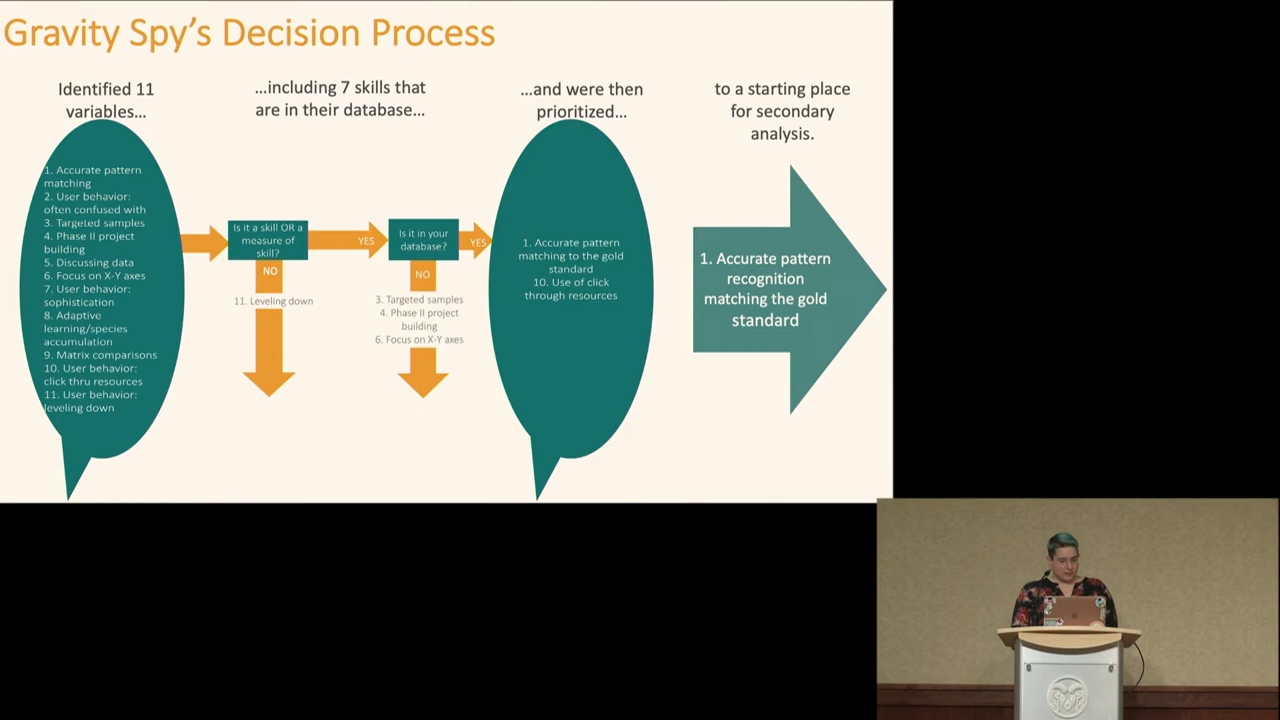 Gravity Spy’s Decision Process
Identified 11
variables…
…including 7 skills that
are in their database…
…and were then
prioritized…
to a starting place
for secondary
analysis.
1. Accurate pattern
matching
2. User behavior:
often confused with
3. Targeted samples
4. Phase II project
building
5. Discussing data
6. Focus on X-Y axes
7. User behavior:
sophistication
8. Adaptive
learning/species
accumulation
9. Matrix comparisons
10. User behavior:
click thru resources
11. User behavior:
leveling down
Is it a skill OR a
measure of
skill?
YES
NO
11. Leveling down
Is it in your
database?
YES
NO
3. Targeted samples
4. Phase II project
building
6. Focus on X-Y axes
1. Accurate pattern
matching to the gold
standard
10. Use of click
through resources
1. Accurate pattern
recognition
matching the gold
standard